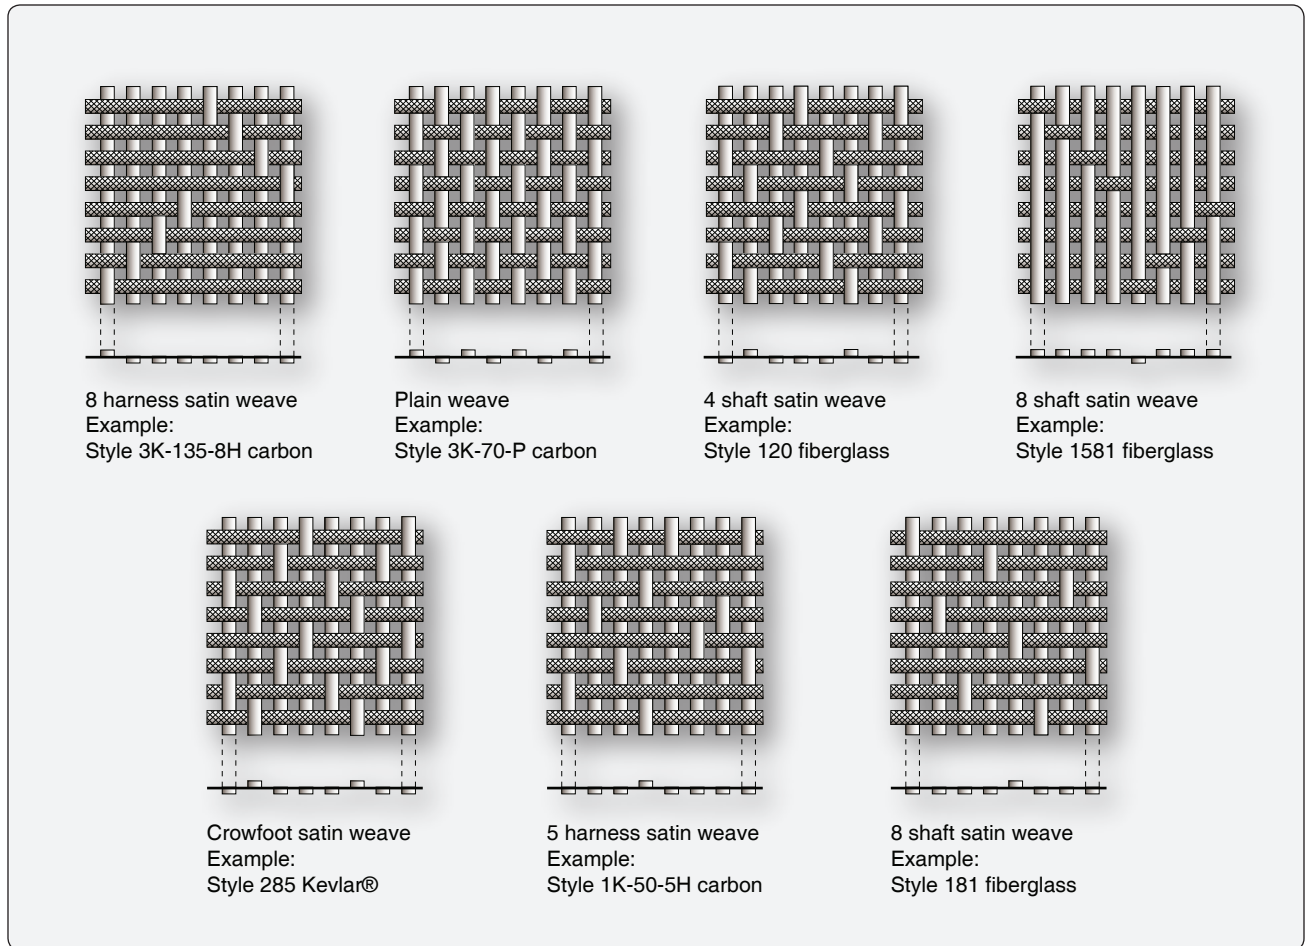 8 harness satin weave
Example:
Style 3K-135-8H carbon
Plain weave
Example:
Style 3K-70-P carbon
4 shaft satin weave
Example:
Style 120 fiberglass
8 shaft satin weave
Example:
Style 1581 fiberglass
Crowfoot satin weave
Example:
Style 285 Kevlar®
5 harness satin weave
Example:
Style 1K-50-5H carbon
8 shaft satin weave
Example:
Style 181 fiberglass